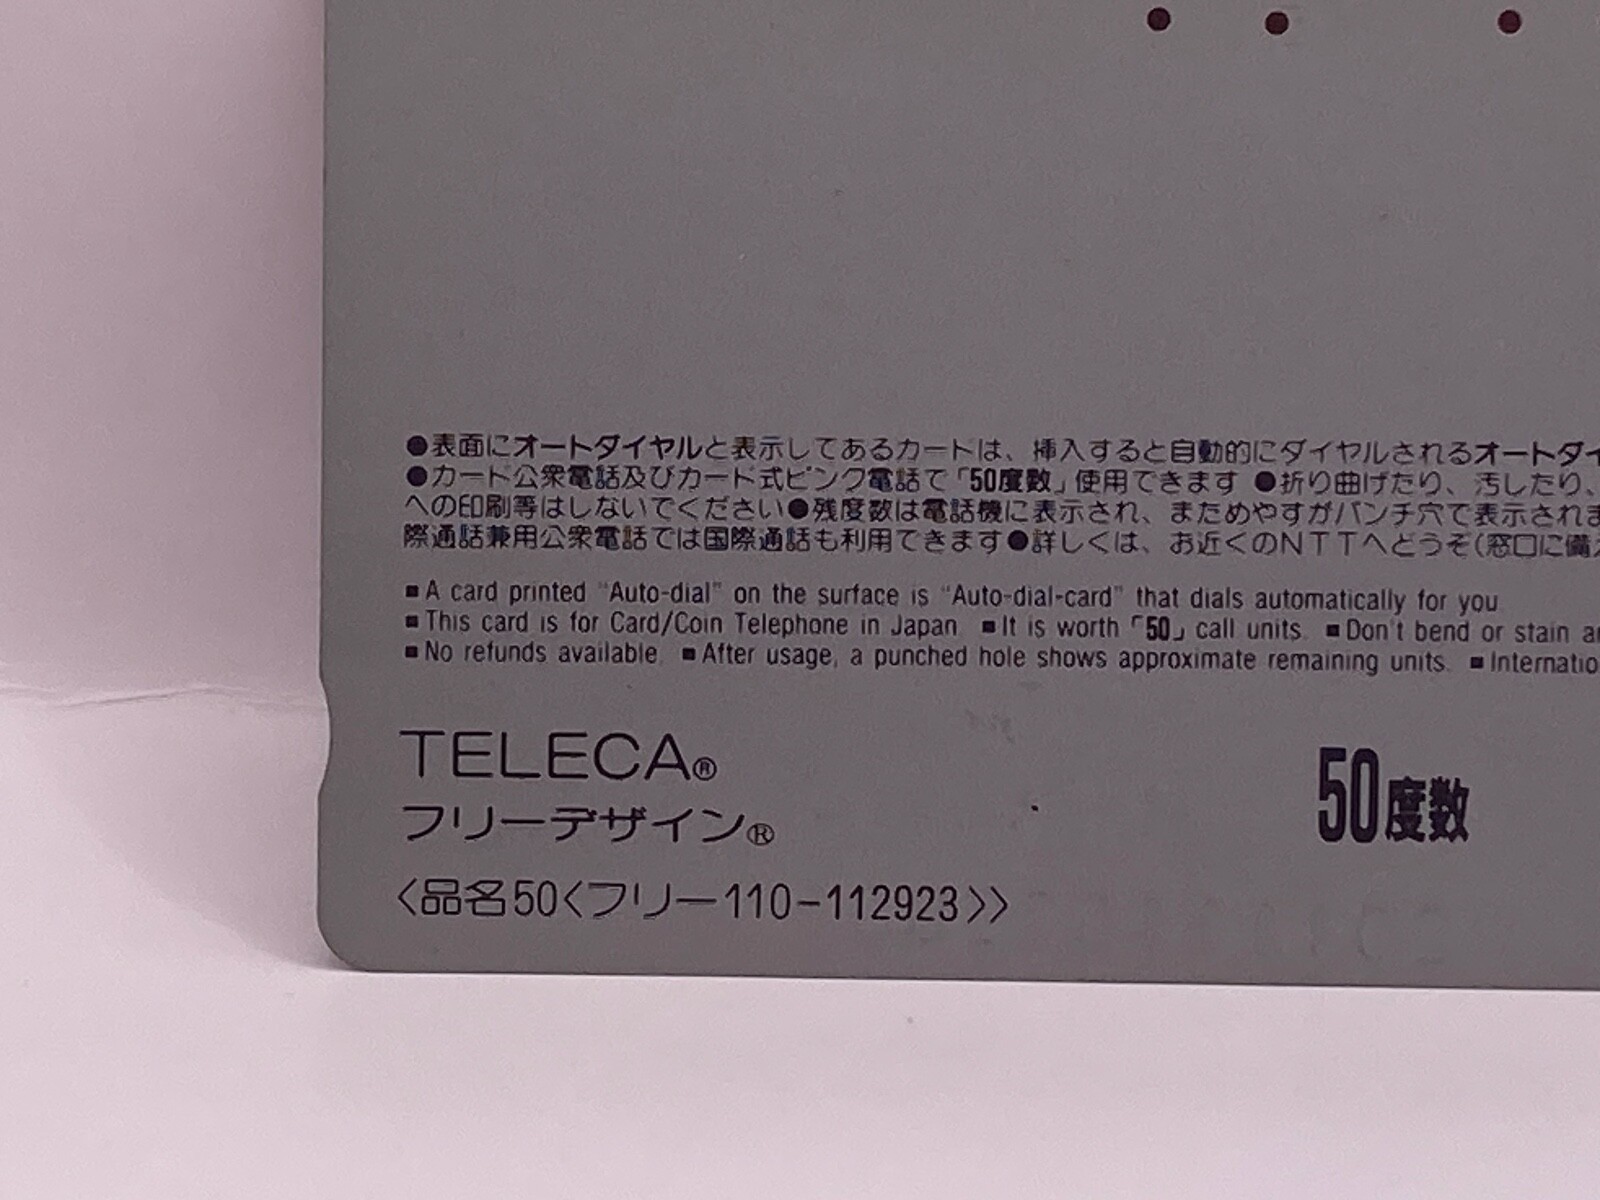 ●表面にオートダイヤルと表示してあるカードは、挿入すると自動的にダイヤルされるオートダイ
●カード公衆電話及びカード式ピンク電話で「50度数」使用できます ●折り曲げたり、汚したり、
への印刷等はしないでください●残度数は電話機に表示され、まためやすがパンチ穴で表示されま
際通話兼用公衆電話では国際通話も利用できます●詳しくは、お近くのNTTへどうぞ(窓口に備え
■A card printed "Auto-dial" on the surface is "Auto-dial-card" that dials automatically for you.
■This card is for Card/Coin Telephone in Japan. ■It is worth「50」call units. ■Don't bend or stain a
■No refunds available. ■After usage, a punched hole shows approximate remaining units. ■Internatio
TELECA®
フリーデザイン®
50度数
〈品名50〈フリー110-112923〉〉